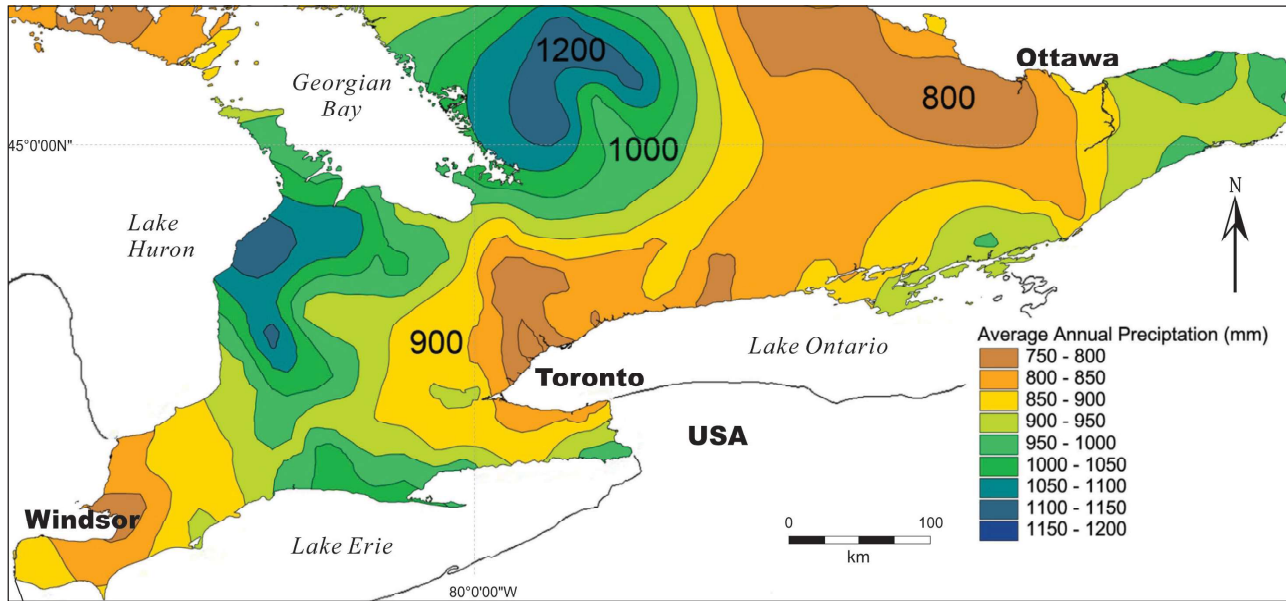 1200
Georgian
Bay
Ottawa
800
45°0'00N"
1000
Lake
Huron
N
900
Lake Ontario
Toronto
USA
Windsor
Lake Erie
80°0'00"W
0 100
km
Average Annual Preciptation (mm)
750 - 800
800 - 850
850 - 900
900 - 950
950 - 1000
1000 - 1050
1050 - 1100
1100 - 1150
1150 - 1200